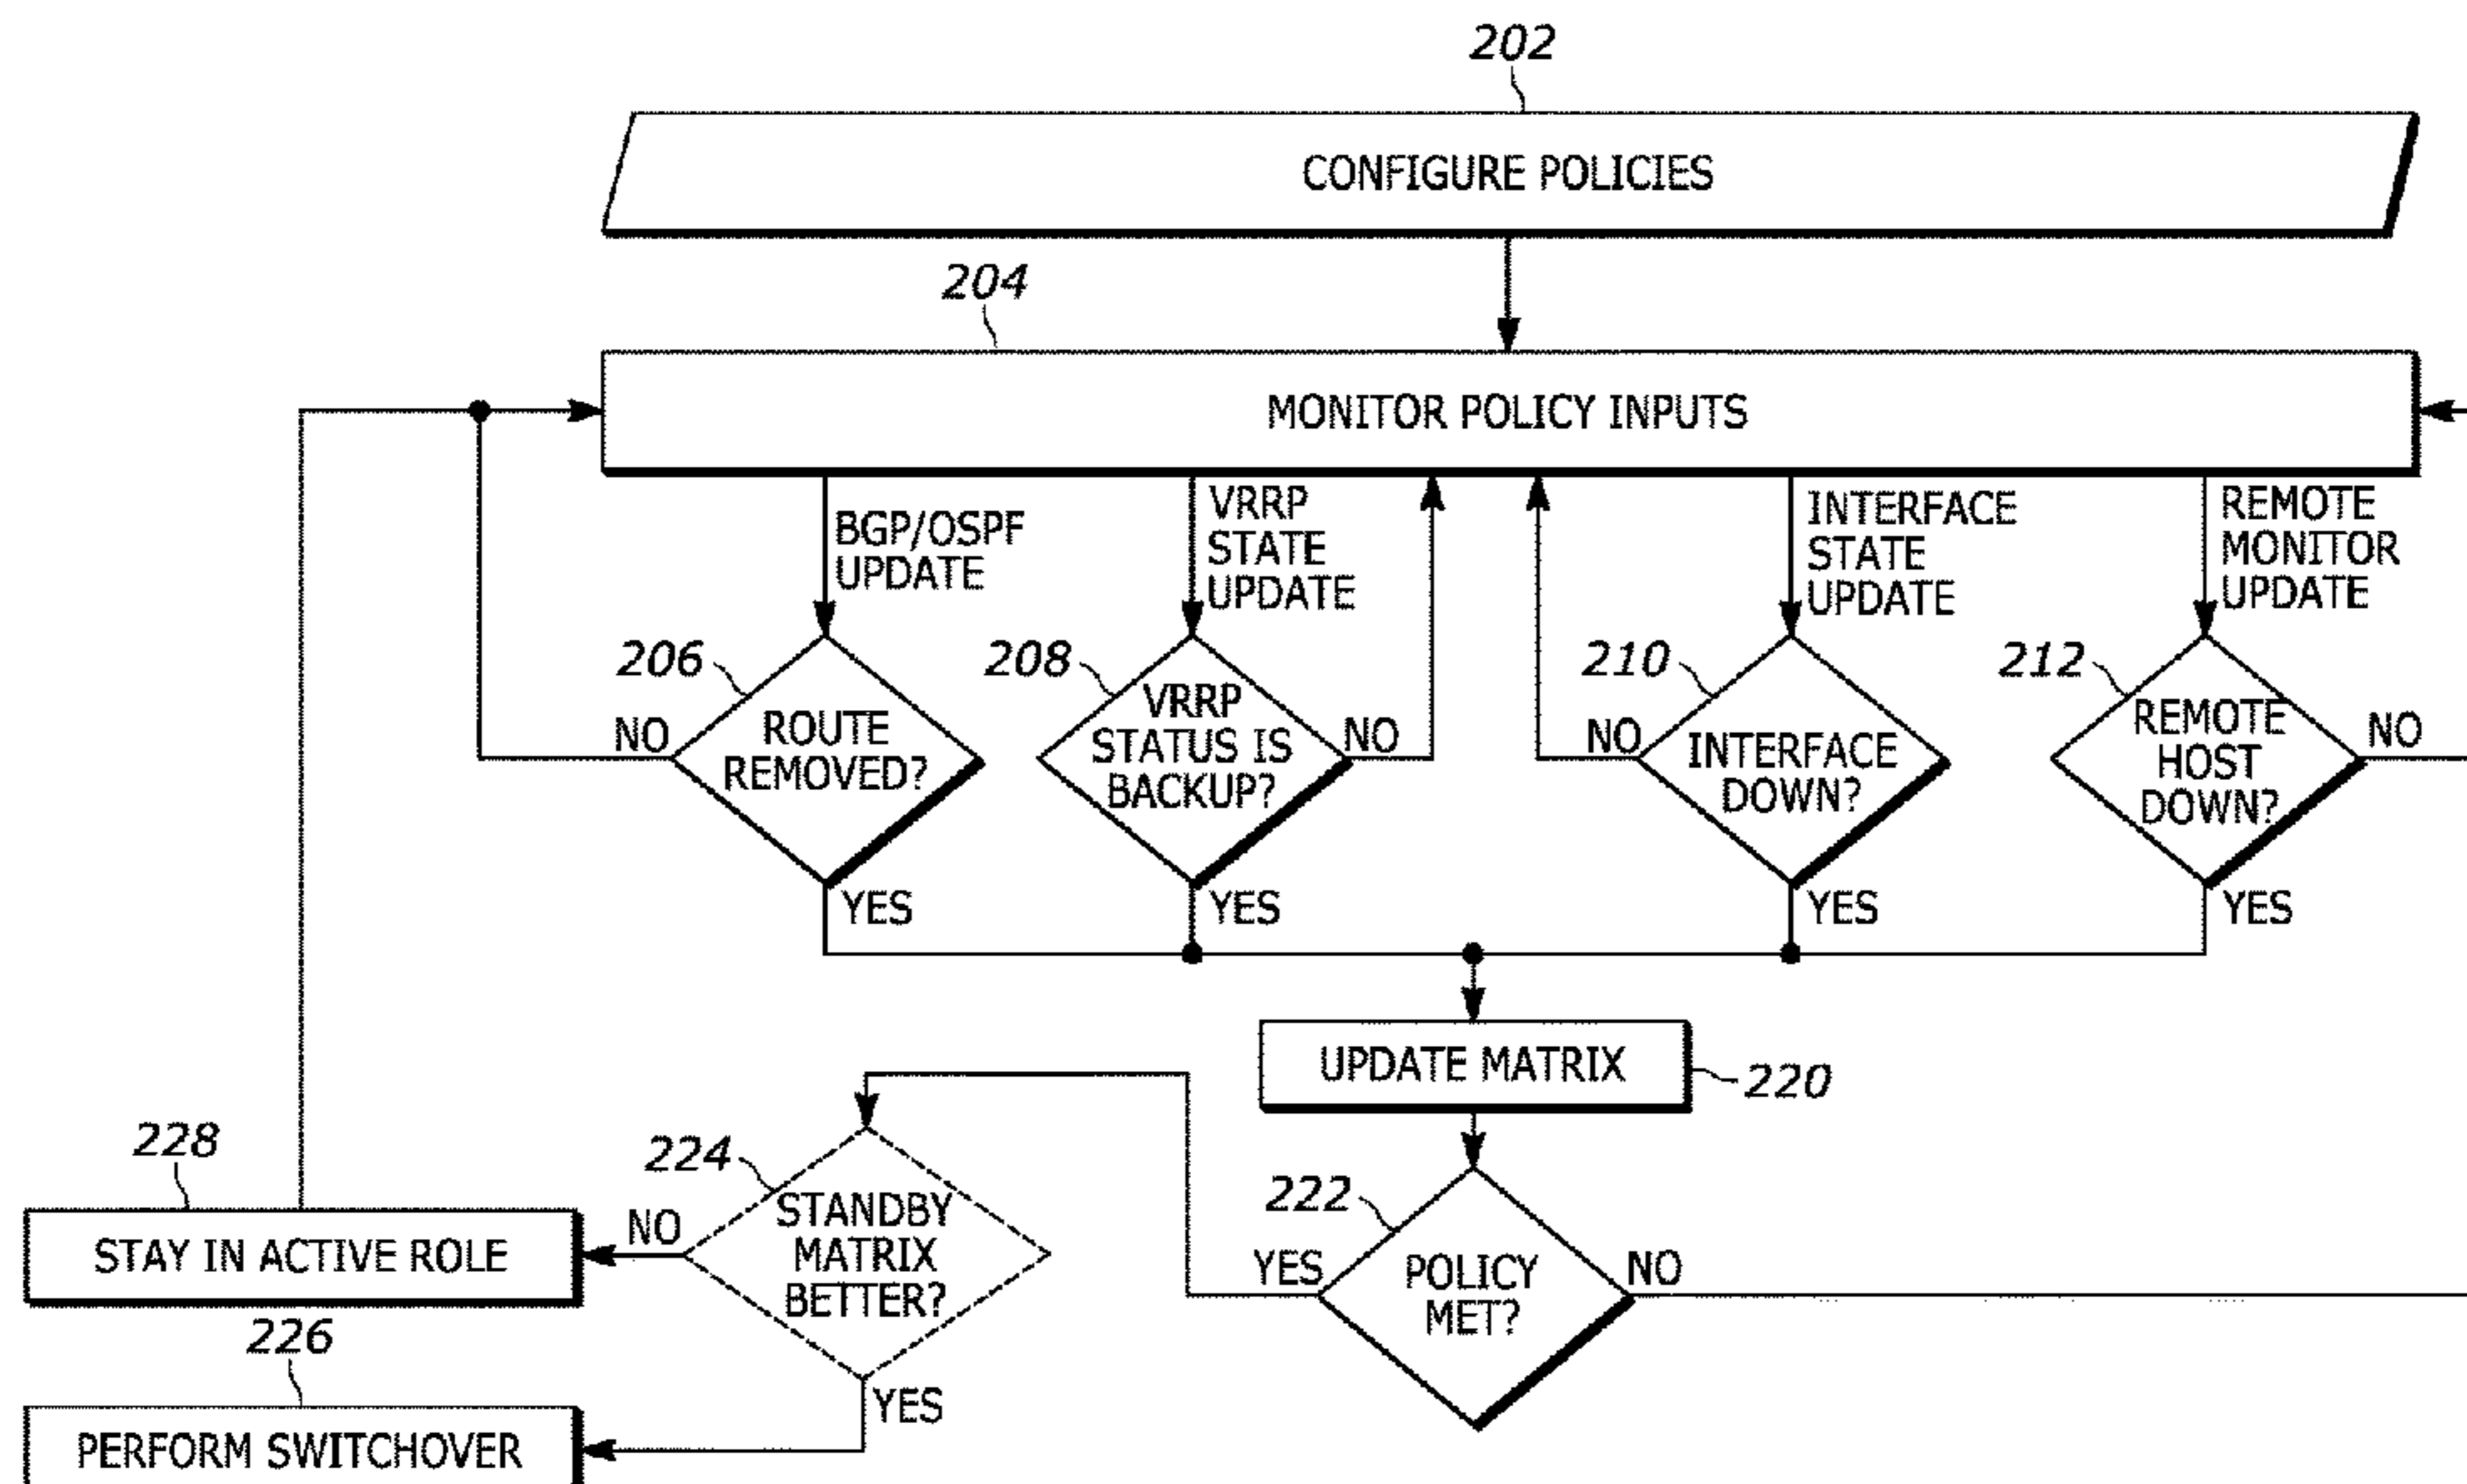 202
CONFIGURE POLICIES
204
MONITOR POLICY INPUTS
BGP/OSPF
UPDATE
VRRP
STATE
UPDATE
INTERFACE
STATE
UPDATE
REMOTE
MONITOR
UPDATE
206
NO
ROUTE
REMOVED?
YES
208
VRRP
STATUS IS
BACKUP?
NO
YES
210
NO
INTERFACE
DOWN?
YES
212
REMOTE
HOST
DOWN?
NO
YES
UPDATE MATRIX
220
222
YES
POLICY
MET?
NO
224
STANDBY
MATRIX
BETTER?
NO
YES
228
STAY IN ACTIVE ROLE
226
PERFORM SWITCHOVER